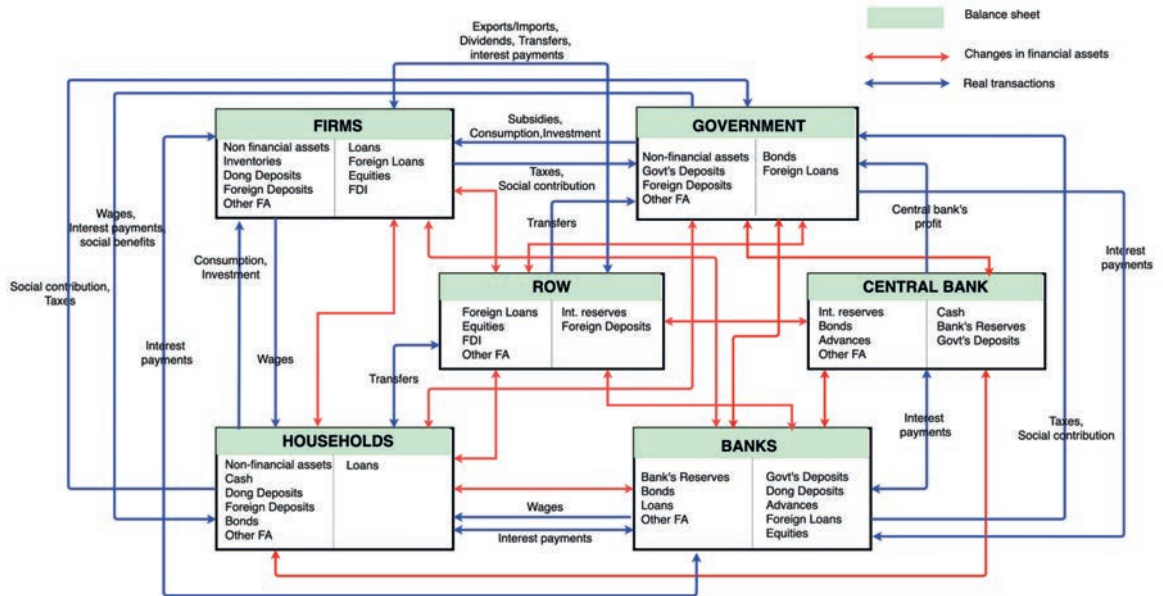 Exports/Imports,
Dividends, Transfers,
interest payments
Balance sheet
Changes in financial assets
Real transactions
FIRMS
Non financial assets
Inventories
Dong Deposits
Foreign Deposits
Other FA
Loans
Foreign Loans
Equities
FDI
Subsidies,
Consumption,Investment
Taxes,
Social contribution
Transfers
GOVERNMENT
Non-financial assets
Govt's Deposits
Foreign Deposits
Other FA
Bonds
Foreign Loans
Wages,
Interest payments,
social benefits
Social contribution,
Taxes
Consumption,
Investment
Interest
payments
Wages
Transfers
ROW
Foreign Loans
Equities
FDI
Other FA
Int. reserves
Foreign Deposits
Central bank's
profit
Interest
payments
CENTRAL BANK
Int. reserves
Bonds
Advances
Other FA
Cash
Bank's Reserves
Govt's Deposits
Interest
payments
Taxes,
Social contribution
HOUSEHOLDS
Non-financial assets
Cash
Dong Deposits
Foreign Deposits
Bonds
Other FA
Loans
Wages
Interest payments
BANKS
Bank's Reserves
Bonds
Loans
Other FA
Govt's Deposits
Dong Deposits
Advances
Foreign Loans
Equities